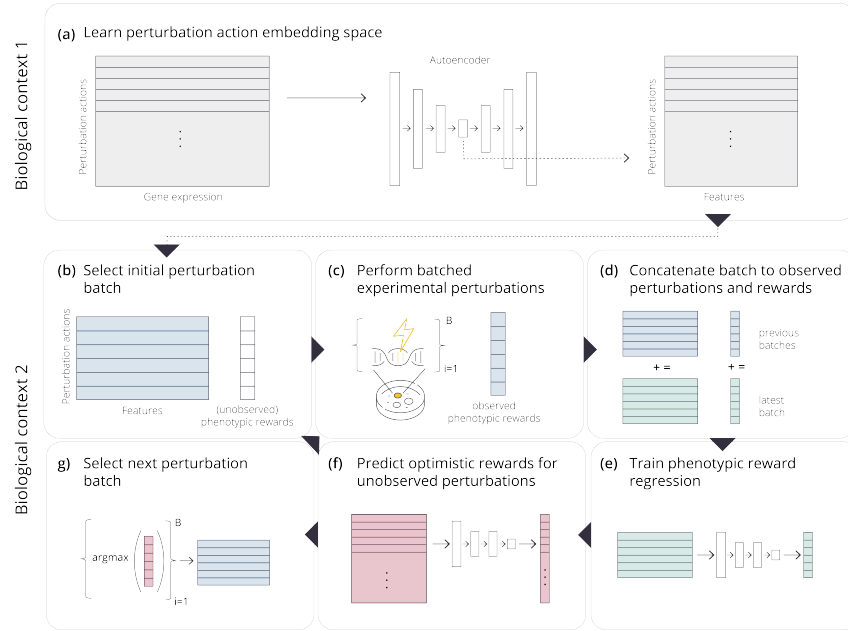 Biological context 1
(a) Learn perturbation action embedding space
Perturbation actions
Gene expression
Autoencoder
Perturbation actions
Features
Biological context 2
(b) Select initial perturbation
batch
Perturbation actions
Features
(unobserved)
phenotypic rewards
(c) Perform batched
experimental perturbations
B
i=1
observed
phenotypic rewards
(d) Concatenate batch to observed
perturbations and rewards
previous
batches
+ = + =
latest
batch
g) Select next perturbation
batch
B
argmax
i=1
(f) Predict optimistic rewards for
unobserved perturbations
(e) Train phenotypic reward
regression